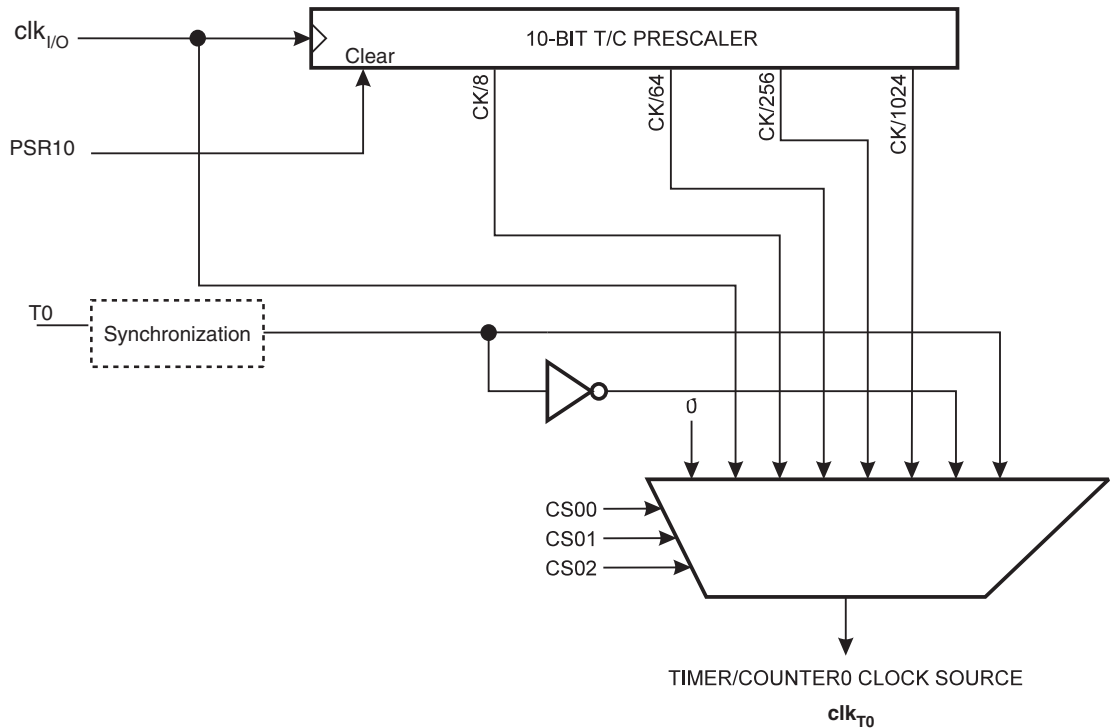 clkI/O
10-BIT T/C PRESCALER
Clear
CK/8
CK/64
CK/256
CK/1024
PSR10
T0
Synchronization
0
CS00
CS01
CS02
TIMER/COUNTER0 CLOCK SOURCE
clkT0